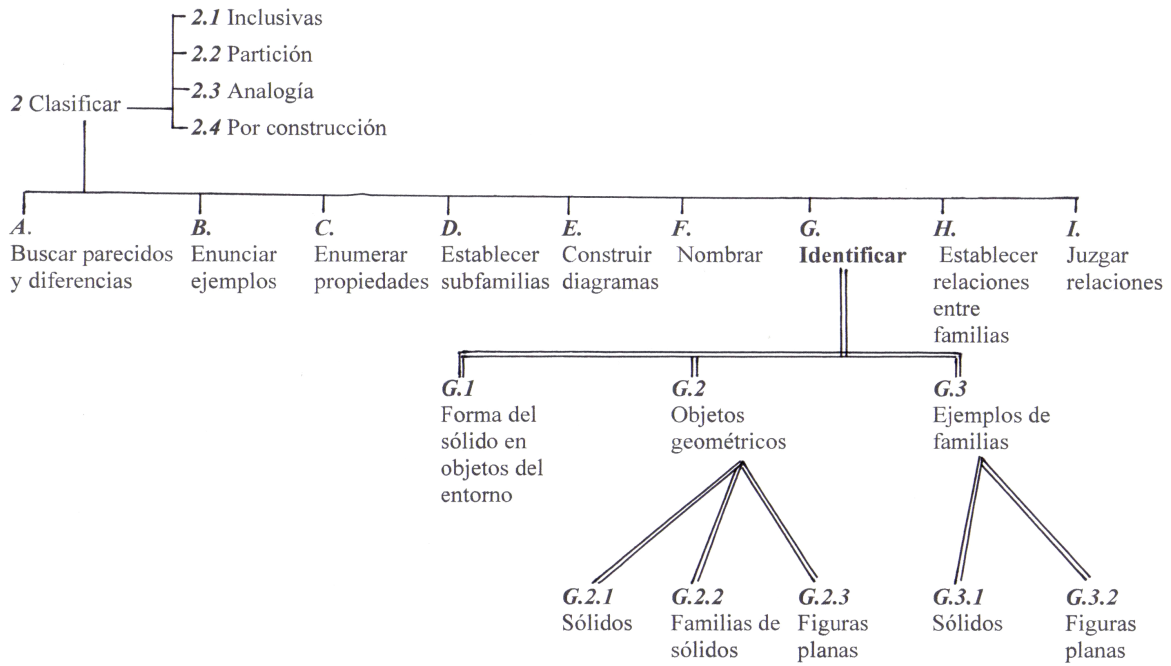 2.1 Inclusivas
2.2 Partición
2.3 Analogía
2 Clasificar
2.4 Por construcción
A.
Buscar parecidos
y diferencias
B.
Enunciar
ejemplos
C.
Enumerar
propiedades
D.
Establecer
subfamilias
E.
Construir
diagramas
F.
Nombrar
G.
Identificar
H.
Establecer
relaciones
entre
familias
I.
Juzgar
relaciones
G.1
Forma del
sólido en
objetos del
entorno
G.2
Objetos
geométricos
G.3
Ejemplos de
familias
G.2.1
Sólidos
G.2.2
Familias de
sólidos
G.2.3
Figuras
planas
G.3.1
Sólidos
G.3.2
Figuras
planas